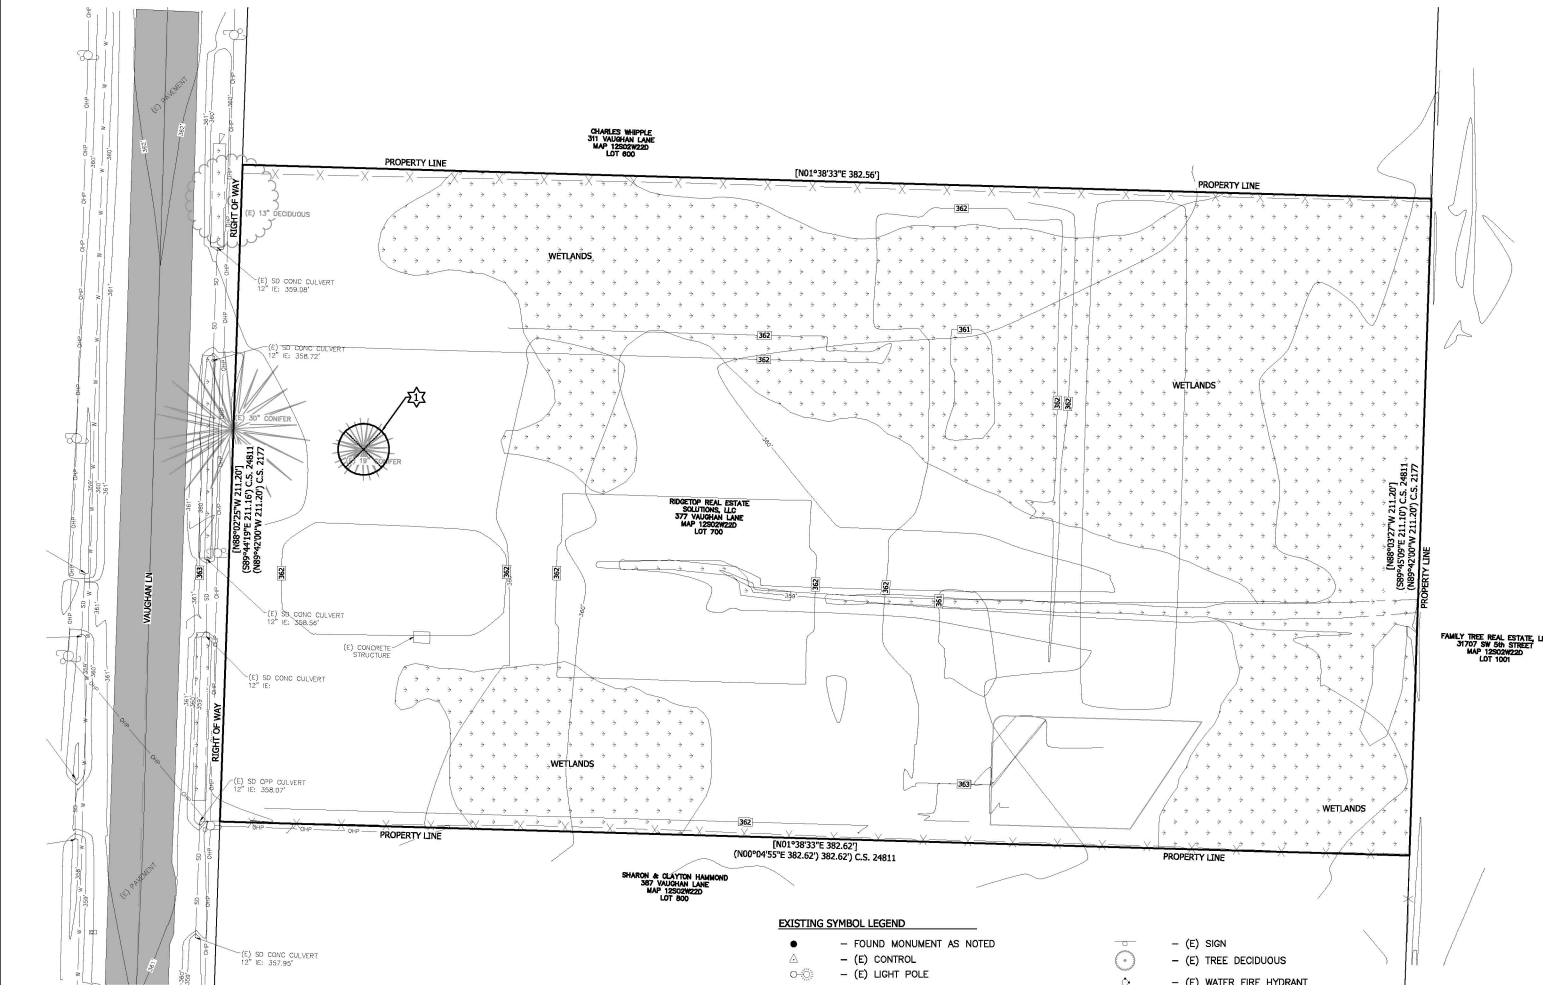 CHARLES WHIPPLE
311 VAUGHAN LANE
MAP 12S02W22D
LOT 600
PROPERTY LINE
[N01°38'33"E 382.56']
PROPERTY LINE
(E) PAVEMENT
362'
RIGHT OF WAY
(E) 13" DECIDUOUS
WETLANDS
362
(E) SD CONC CULVERT
12" IE: 359.08'
362
361
(E) SD CONC CULVERT
12" IE: 358.72'
362
WETLANDS
362
362
1
(E) 30" CONIFER
(E) 19" CONIFER
360'
[N88°02'25"W 211.20']
(S89°44'19"E 211.16') C.S. 24811
(N89°42'00"W 211.20') C.S. 2177
[N88°03'27"W 211.20']
(S89°45'09"E 211.10') C.S. 24811
(N89°42'00"W 211.20') C.S. 2177
PROPERTY LINE
RIDGETOP REAL ESTATE
SOLUTIONS, LLC
377 VAUGHAN LANE
MAP 12S02W22D
LOT 700
VAUGHAN LN
363
362
362
362
362
362
361
359'
360'
(E) SD CONC CULVERT
12" IE: 358.56'
(E) CONCRETE
STRUCTURE
(E) SD CONC CULVERT
12" IE:
FAMILY TREE REAL ESTATE,
31707 SW 5th STREET
MAP 12S02W22D
LOT 1001
RIGHT OF WAY
WETLANDS
(E) SD CPP CULVERT
12" IE: 358.07'
363
WETLANDS
362
OHP
OHP
OHP
PROPERTY LINE
[N01°38'33"E 382.62']
(N00°04'55"E 382.62') 382.62') C.S. 24811
PROPERTY LINE
SHARON & CLAYTON HAMMOND
387 VAUGHAN LANE
MAP 12S02W22D
LOT 800
(E) PAVEMENT
(E) SD CONC CULVERT
12" IE: 357.95'
361'
EXISTING SYMBOL LEGEND
– FOUND MONUMENT AS NOTED
– (E) CONTROL
– (E) LIGHT POLE
– (E) SIGN
– (E) TREE DECIDUOUS
– (E) WATER FIRE HYDRANT